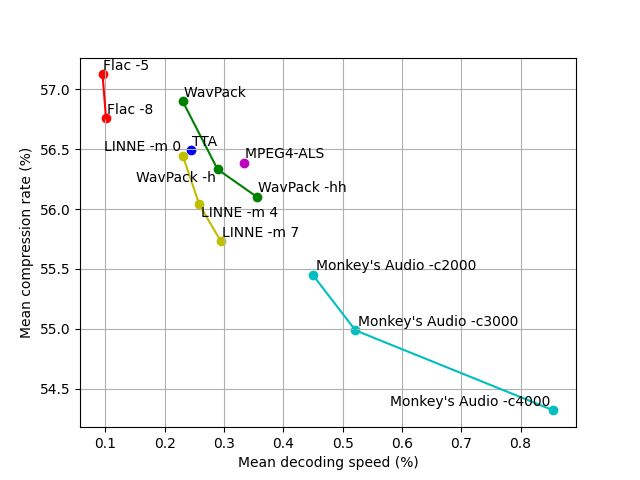 Flac -5
57.0
WavPack
Flac -8
LINNE -m 0
TTA
56.5
MPEG4-ALS
WavPack -h
WavPack -hh
56.0
LINNE -m 4
LINNE -m 7
Mean compression rate (%)
55.5
Monkey's Audio -c2000
55.0
Monkey's Audio -c3000
54.5
Monkey's Audio -c4000
0.1 0.2 0.3 0.4 0.5 0.6 0.7 0.8
Mean decoding speed (%)